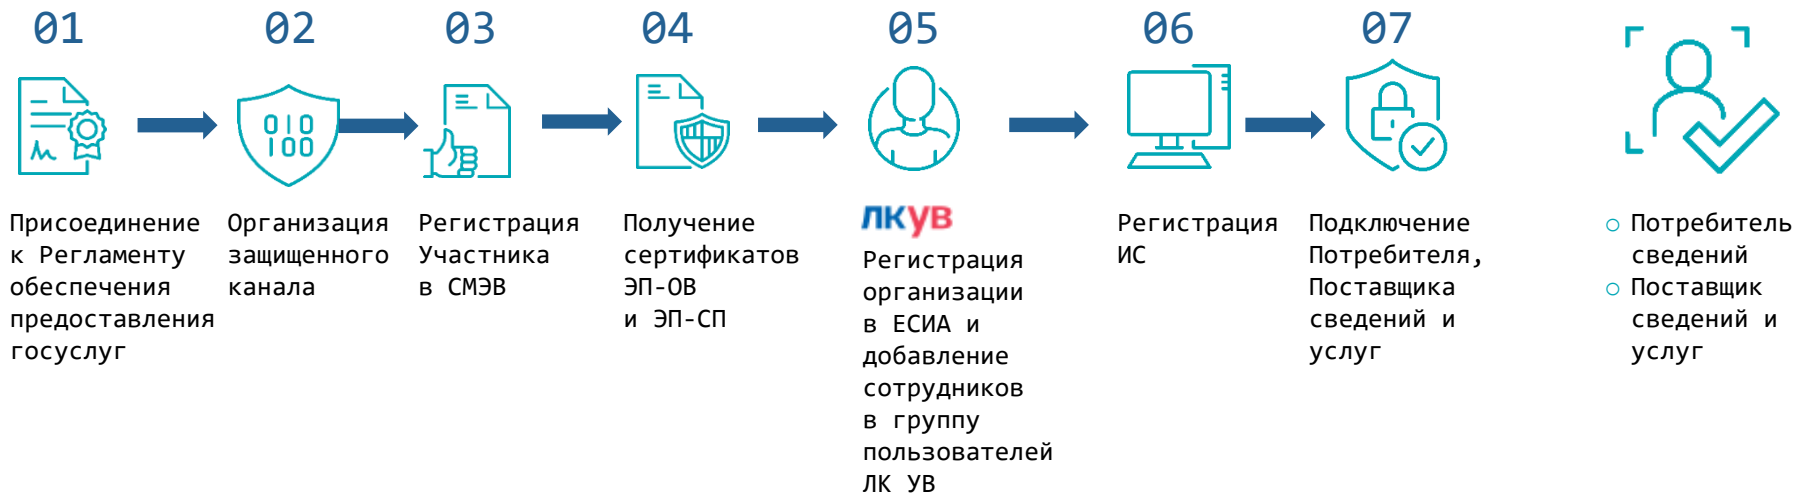 01
Присоединение
к Регламенту
обеспечения
предоставления
госуслуг
02
010
100
Организация
защищенного
канала
03
Регистрация
Участника
в СМЭВ
04
Получение
сертификатов
ЭП-ОВ
и ЭП-СП
05
лкув
Регистрация
организации
в ЕСИА и
добавление
сотрудников
в группу
пользователей
ЛК УВ
06
Регистрация
ИС
07
Подключение
Потребителя,
Поставщика
сведений и
услуг
Потребитель
сведений
Поставщик
сведений и
услуг